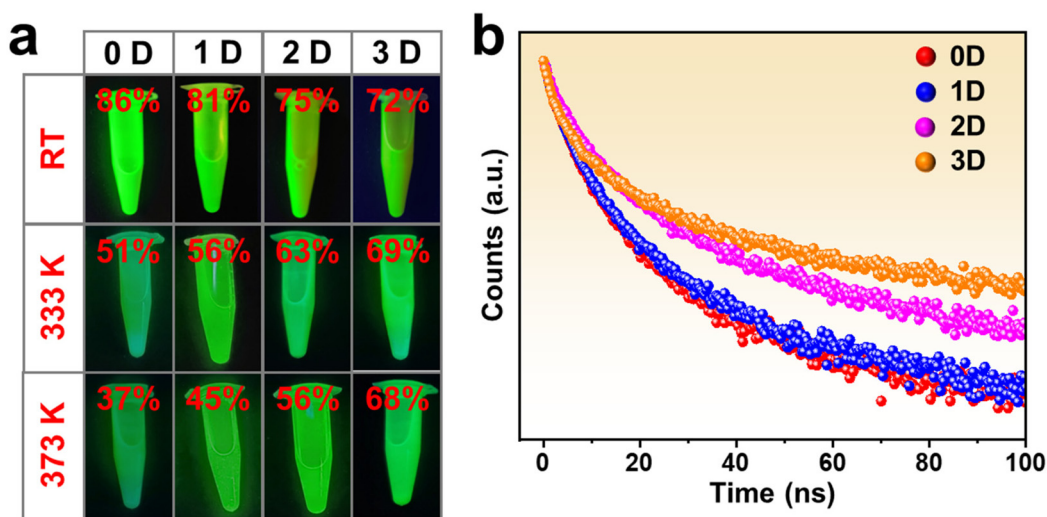 a
0 D 1 D 2 D 3 D
RT
86% 81% 75% 72%
333 K
51% 56% 63% 69%
373 K
37% 45% 56% 68%
b
0D
1D
2D
3D
Counts (a.u.)
0 20 40 60 80 100
Time (ns)